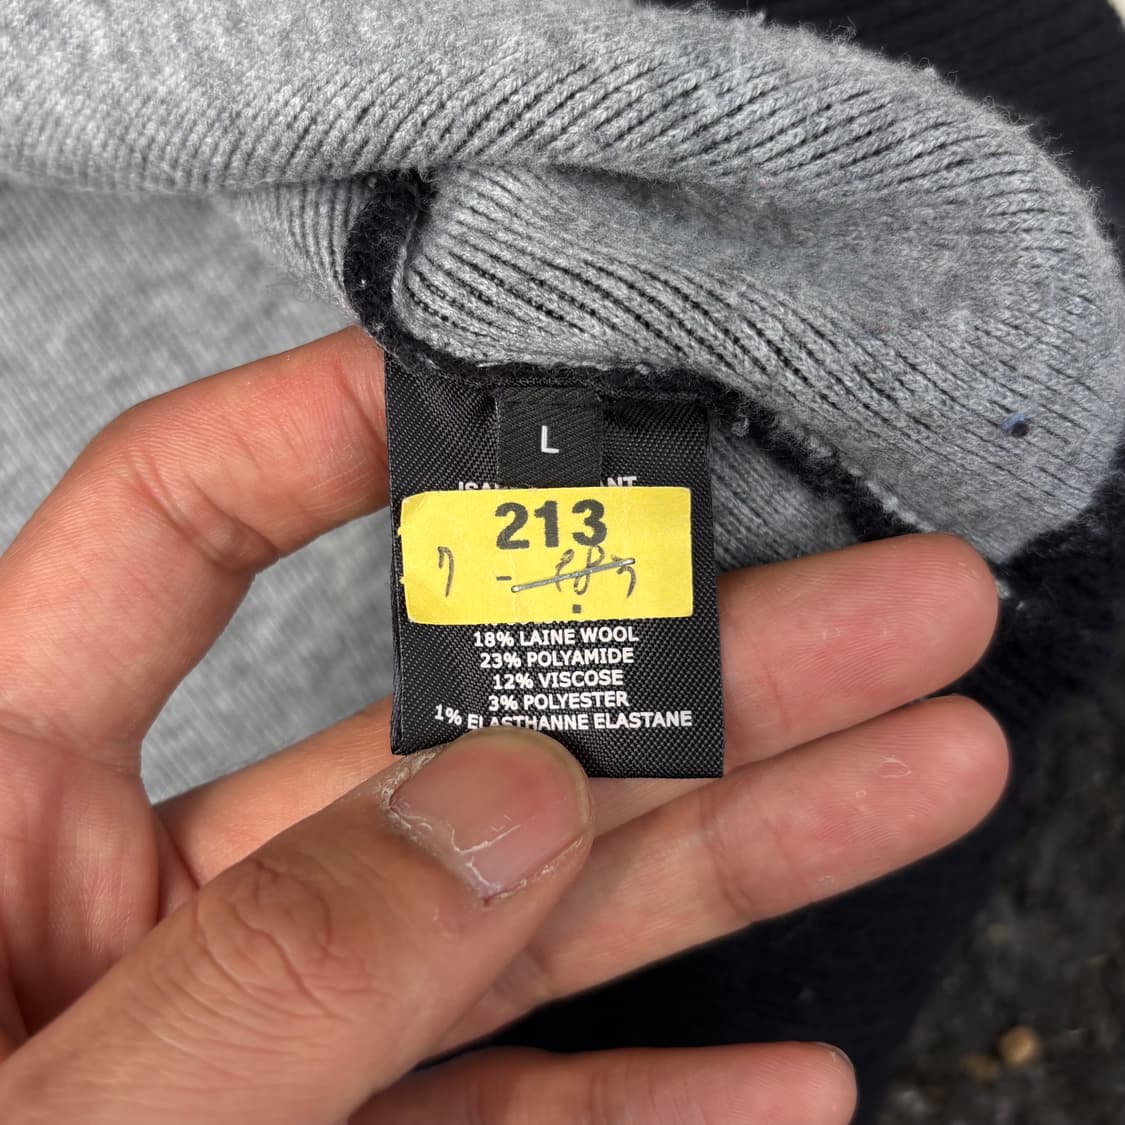 L
213
18% LAINE WOOL
23% POLYAMIDE
12% VISCOSE
3% POLYESTER
1% ELASTHANNE ELASTANE